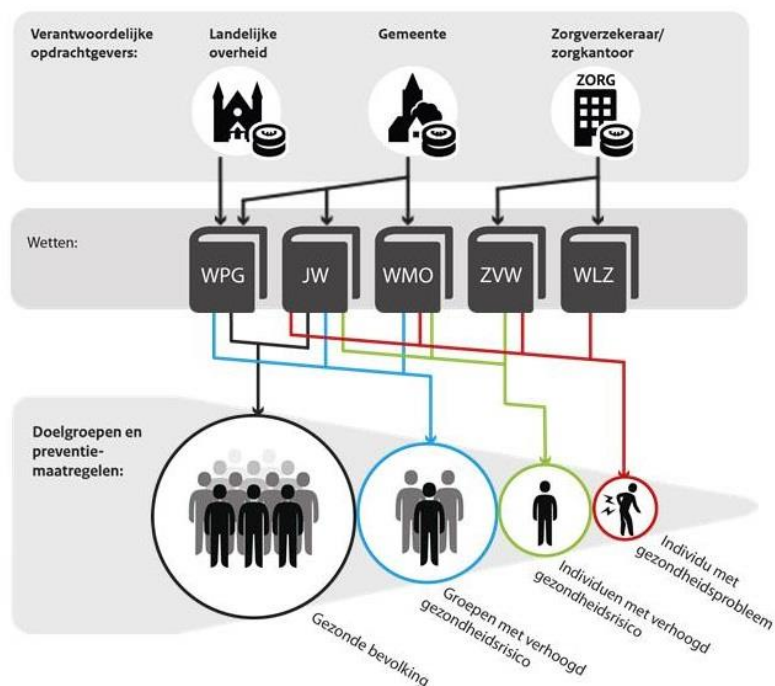 Verantwoordelijke
opdrachtgevers:
Landelijke
overheid
Gemeente
Zorgverzekeraar/
zorgkantoor
ZORG
Wetten:
WPG
JW
WMO
ZVW
WLZ
Doelgroepen en
preventie-
maatregelen:
Gezonde bevolking
Groepen met verhoogd
gezondheidsrisico
Individuen met verhoogd
gezondheidsrisico
Individu met
gezondheidsprobleem